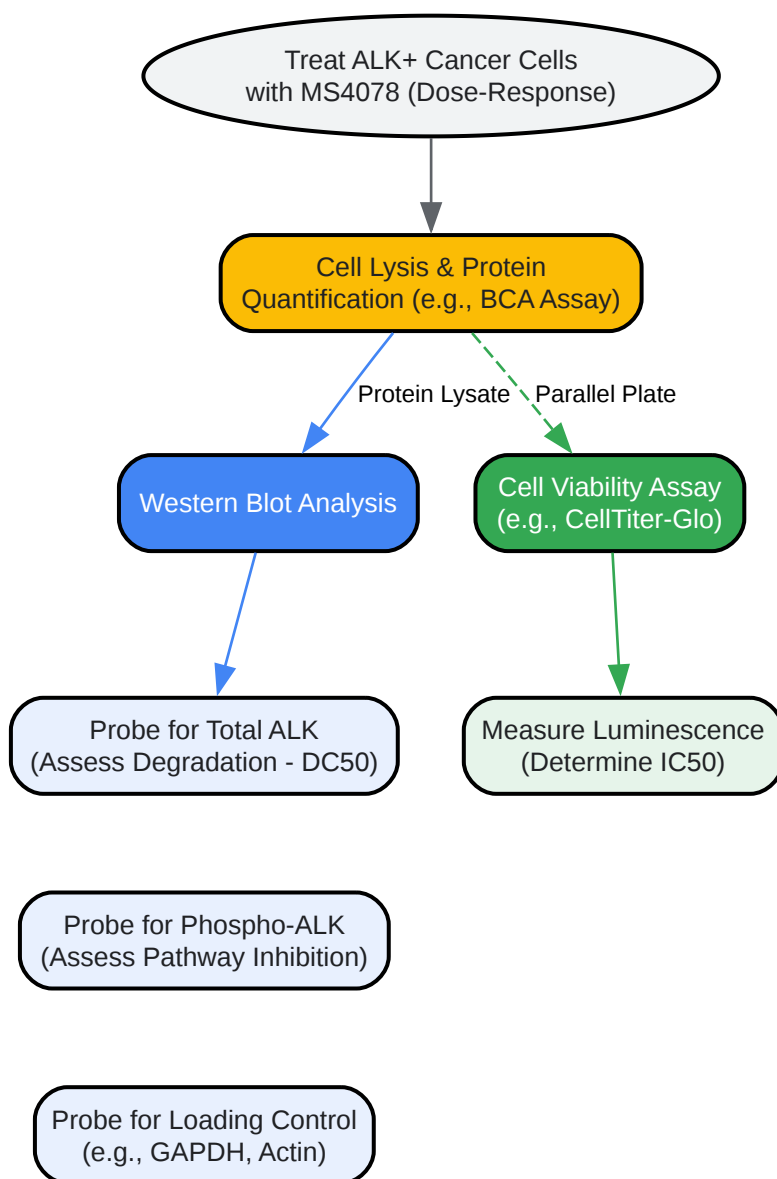 Treat ALK+ Cancer Cells
with MS4078 (Dose-Response)
Cell Lysis & Protein
Quantification (e.g., BCA Assay)
Protein Lysate
Parallel Plate
Western Blot Analysis
Cell Viability Assay
(e.g., CellTiter-Glo)
Probe for Total ALK
(Assess Degradation - DC50)
Measure Luminescence
(Determine IC50)
Probe for Phospho-ALK
(Assess Pathway Inhibition)
Probe for Loading Control
(e.g., GAPDH, Actin)